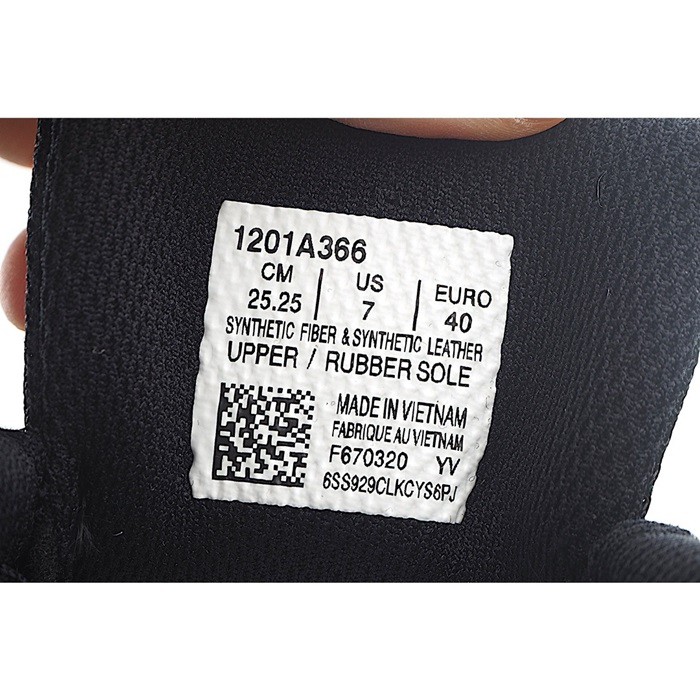 1201A366
CM | US | EURO
25.25 | 7 | 40
SYNTHETIC FIBER & SYNTHETIC LEATHER
UPPER / RUBBER SOLE
MADE IN VIETNAM
FABRIQUE AU VIETNAM
F670320 YV
6SS929CLKCYS6PJ